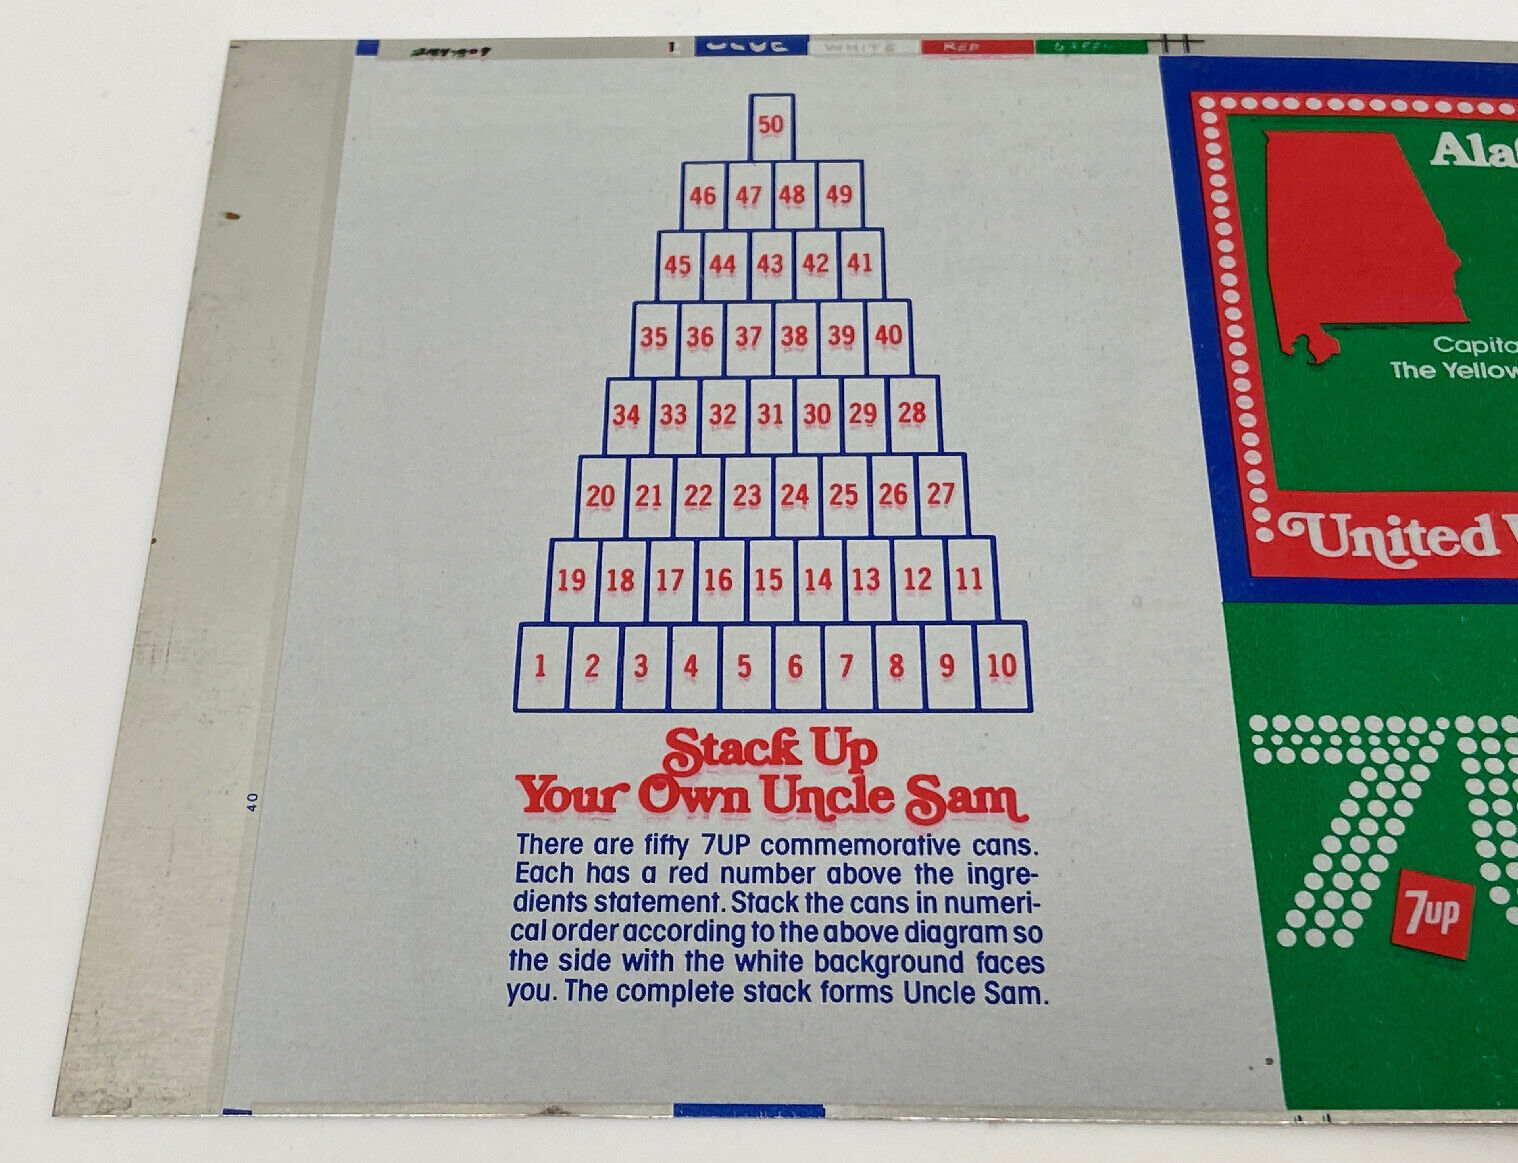 1 BLUE WHITE RED
50
46 47 48 49
45 44 43 42 41
35 36 37 38 39 40
34 33 32 31 30 29 28
20 21 22 23 24 25 26 27
19 18 17 16 15 14 13 12 11
1 2 3 4 5 6 7 8 9 10
Stack Up
Your Own Uncle Sam
There are fifty 7UP commemorative cans.
Each has a red number above the ingre-
dients statement. Stack the cans in numeri-
cal order according to the above diagram so
the side with the white background faces
you. The complete stack forms Uncle Sam.
40
Ala
Capita
The Yellow
United
7UP